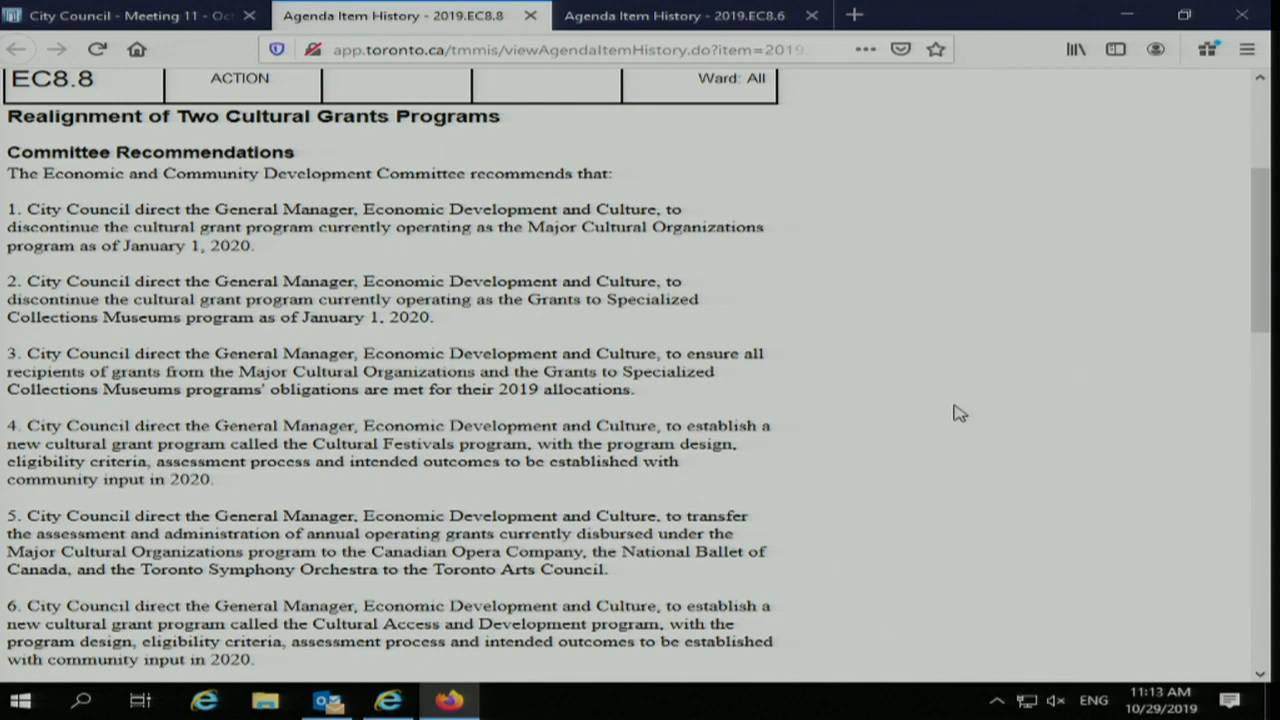 City Council - Meeting 11 - Oct
Agenda Item History - 2019.EC8.8
Agenda Item History - 2019.EC8.6
app.toronto.ca/tmmis/viewAgendaItemHistory.do?item=2019.
EC8.8
ACTION
Ward: All
Realignment of Two Cultural Grants Programs
Committee Recommendations
The Economic and Community Development Committee recommends that:
1. City Council direct the General Manager, Economic Development and Culture, to
discontinue the cultural grant program currently operating as the Major Cultural Organizations
program as of January 1, 2020.
2. City Council direct the General Manager, Economic Development and Culture, to
discontinue the cultural grant program currently operating as the Grants to Specialized
Collections Museums program as of January 1, 2020.
3. City Council direct the General Manager, Economic Development and Culture, to ensure all
recipients of grants from the Major Cultural Organizations and the Grants to Specialized
Collections Museums programs' obligations are met for their 2019 allocations.
4. City Council direct the General Manager, Economic Development and Culture, to establish a
new cultural grant program called the Cultural Festivals program, with the program design,
eligibility criteria, assessment process and intended outcomes to be established with
community input in 2020.
5. City Council direct the General Manager, Economic Development and Culture, to transfer
the assessment and administration of annual operating grants currently disbursed under the
Major Cultural Organizations program to the Canadian Opera Company, the National Ballet of
Canada, and the Toronto Symphony Orchestra to the Toronto Arts Council.
6. City Council direct the General Manager, Economic Development and Culture, to establish a
new cultural grant program called the Cultural Access and Development program, with the
program design, eligibility criteria, assessment process and intended outcomes to be established
with community input in 2020.
ENG
11:13 AM
10/29/2019